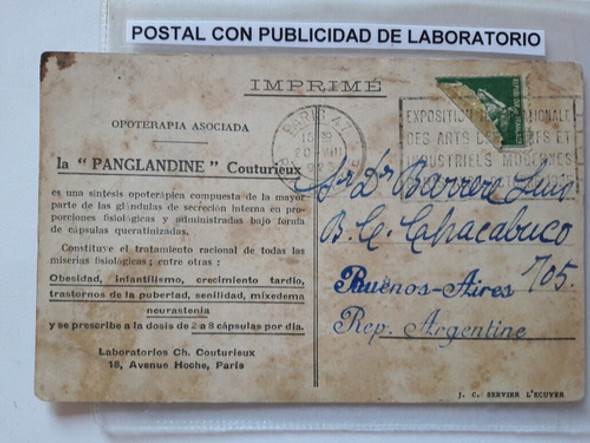 POSTAL CON PUBLICIDAD DE LABORATORIO
IMPRIMÉ
OPOTERAPIA ASOCIADA
la "PANGLANDINE" Couturieux
es una síntesis opoterápica compuesta de la mayor
parte de las glándulas de secreción interna en pro-
porciones fisiológicas y administradas bajo forma
de cápsulas queratinizadas.
Constituye el tratamiento racional de todas las
miserias fisiológicas ; entre otras :
Obesidad, infantilismo, crecimiento tardío,
trastornos de la pubertad, senilidad, mixedema
neurastenia
y se prescribe a la dosis de 2 a 8 cápsulas por día.
Laboratorios Ch. Couturieux
18, Avenue Hoche, Paris
PARIS 47
EXPOSITION
DES ARTS ET
INDUSTRIELS MODERNES
Sor Dr Barrere Luis
B. C. Chacabuco
705.
Buenos-Aires
Rep. Argentine
J. C. SERVIER L'ECUYER